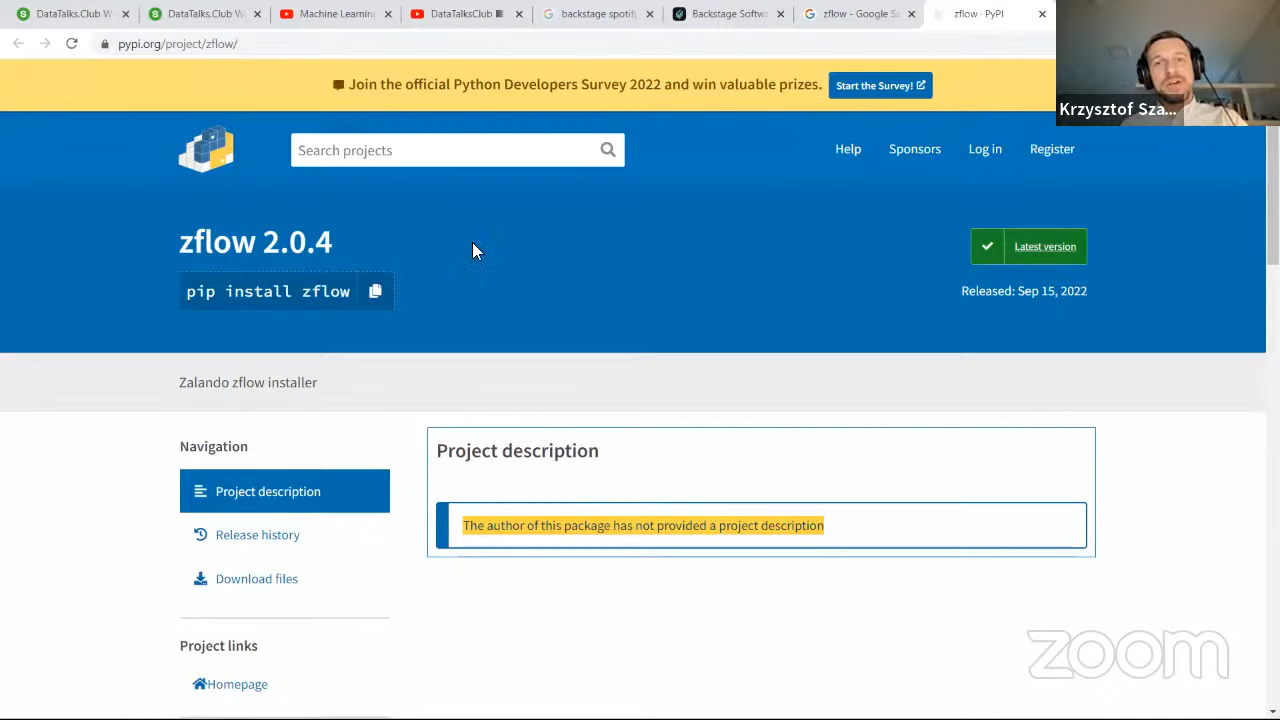 DataTalks.Club W
DataTalks.Club W
Machine Learning
DataTalksClub
backstage spotif
Backstage Softwa
zflow - Google Se
zflow · PyPI
pypi.org/project/zflow/
Join the official Python Developers Survey 2022 and win valuable prizes.
Start the Survey!
Krzysztof Sza...
Search projects
Help
Sponsors
Log in
Register
zflow 2.0.4
Latest version
pip install zflow
Released: Sep 15, 2022
Zalando zflow installer
Navigation
Project description
Release history
Download files
Project links
Homepage
Project description
The author of this package has not provided a project description
zoom